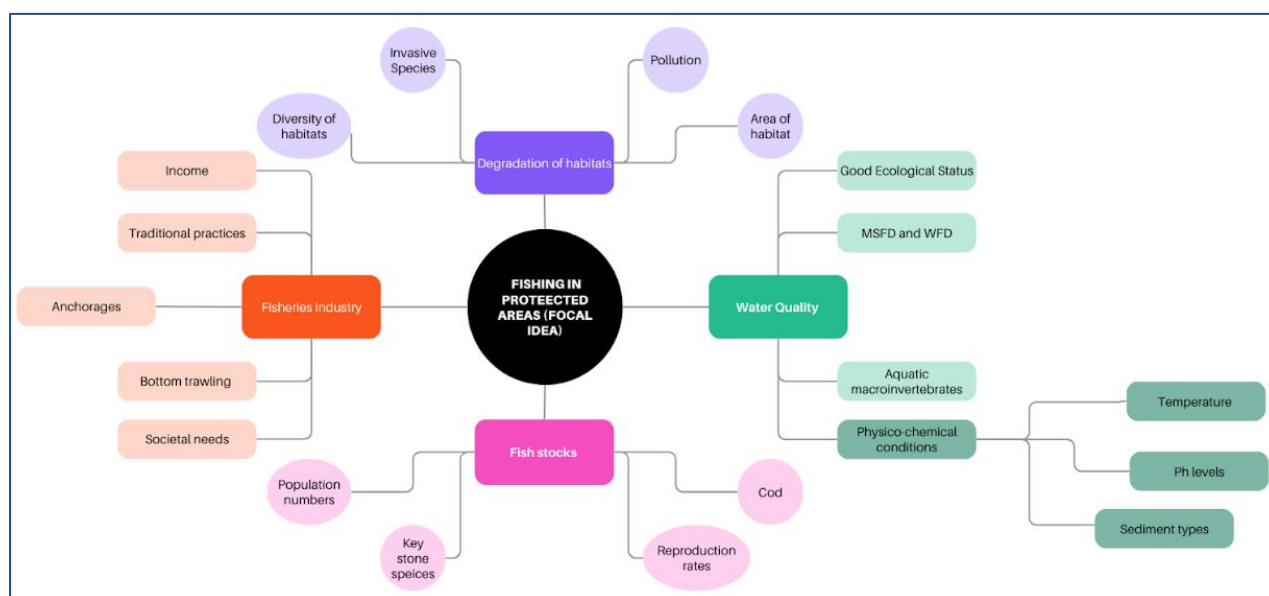 Invasive
Species
Pollution
Diversity of
habitats
Area of
habitat
Degradation of habitats
Income
Traditional practices
Anchorages
Fisheries Industry
Bottom trawling
Societal needs
FISHING IN
PROTEECTED
AREAS (FOCAL
IDEA)
Good Ecological Status
MSFD and WFD
Water Quality
Aquatic
macroinvertebrates
Physico-chemical
conditions
Temperature
Ph levels
Sediment types
Fish stocks
Population
numbers
Key
stone
speices
Cod
Reproduction
rates